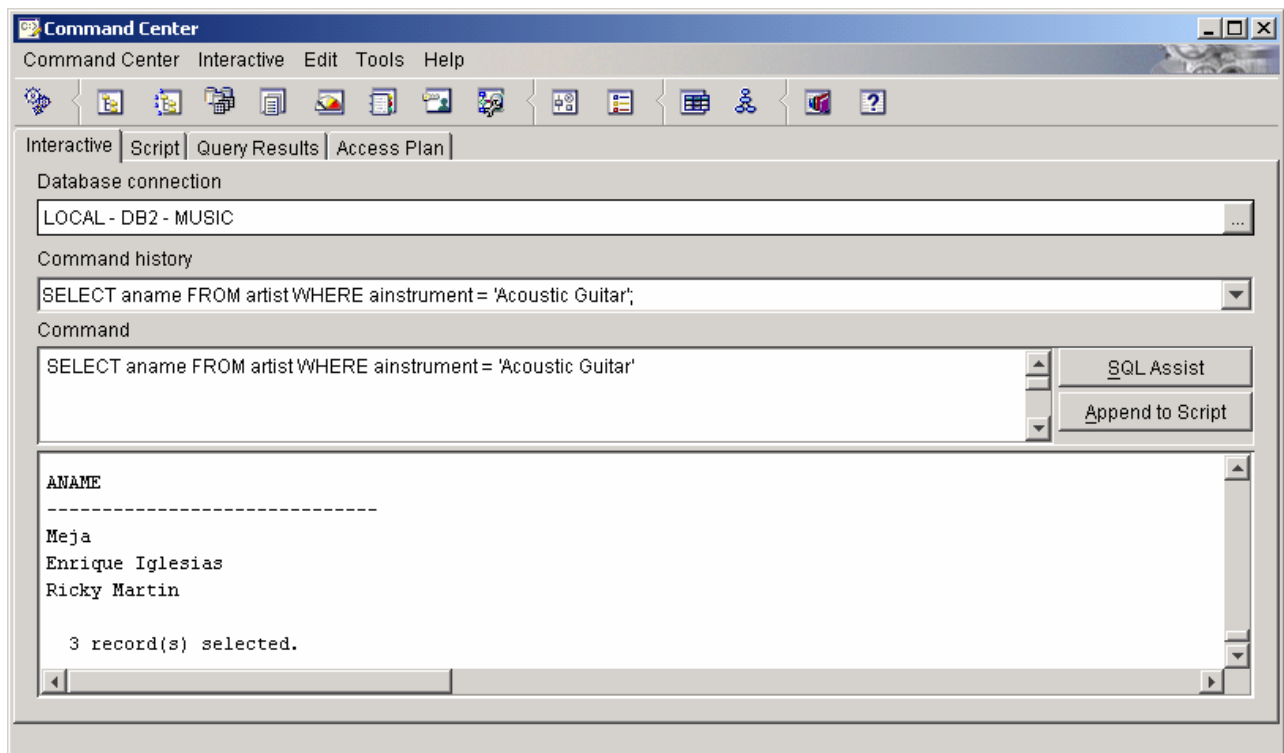 Command Center
Command Center Interactive Edit Tools Help
Interactive Script Query Results Access Plan
Database connection
LOCAL - DB2 - MUSIC
...
Command history
SELECT aname FROM artist WHERE ainstrument = 'Acoustic Guitar';
Command
SELECT aname FROM artist WHERE ainstrument = 'Acoustic Guitar'
SQL Assist
Append to Script
ANAME
------------------------------
Meja
Enrique Iglesias
Ricky Martin
3 record(s) selected.